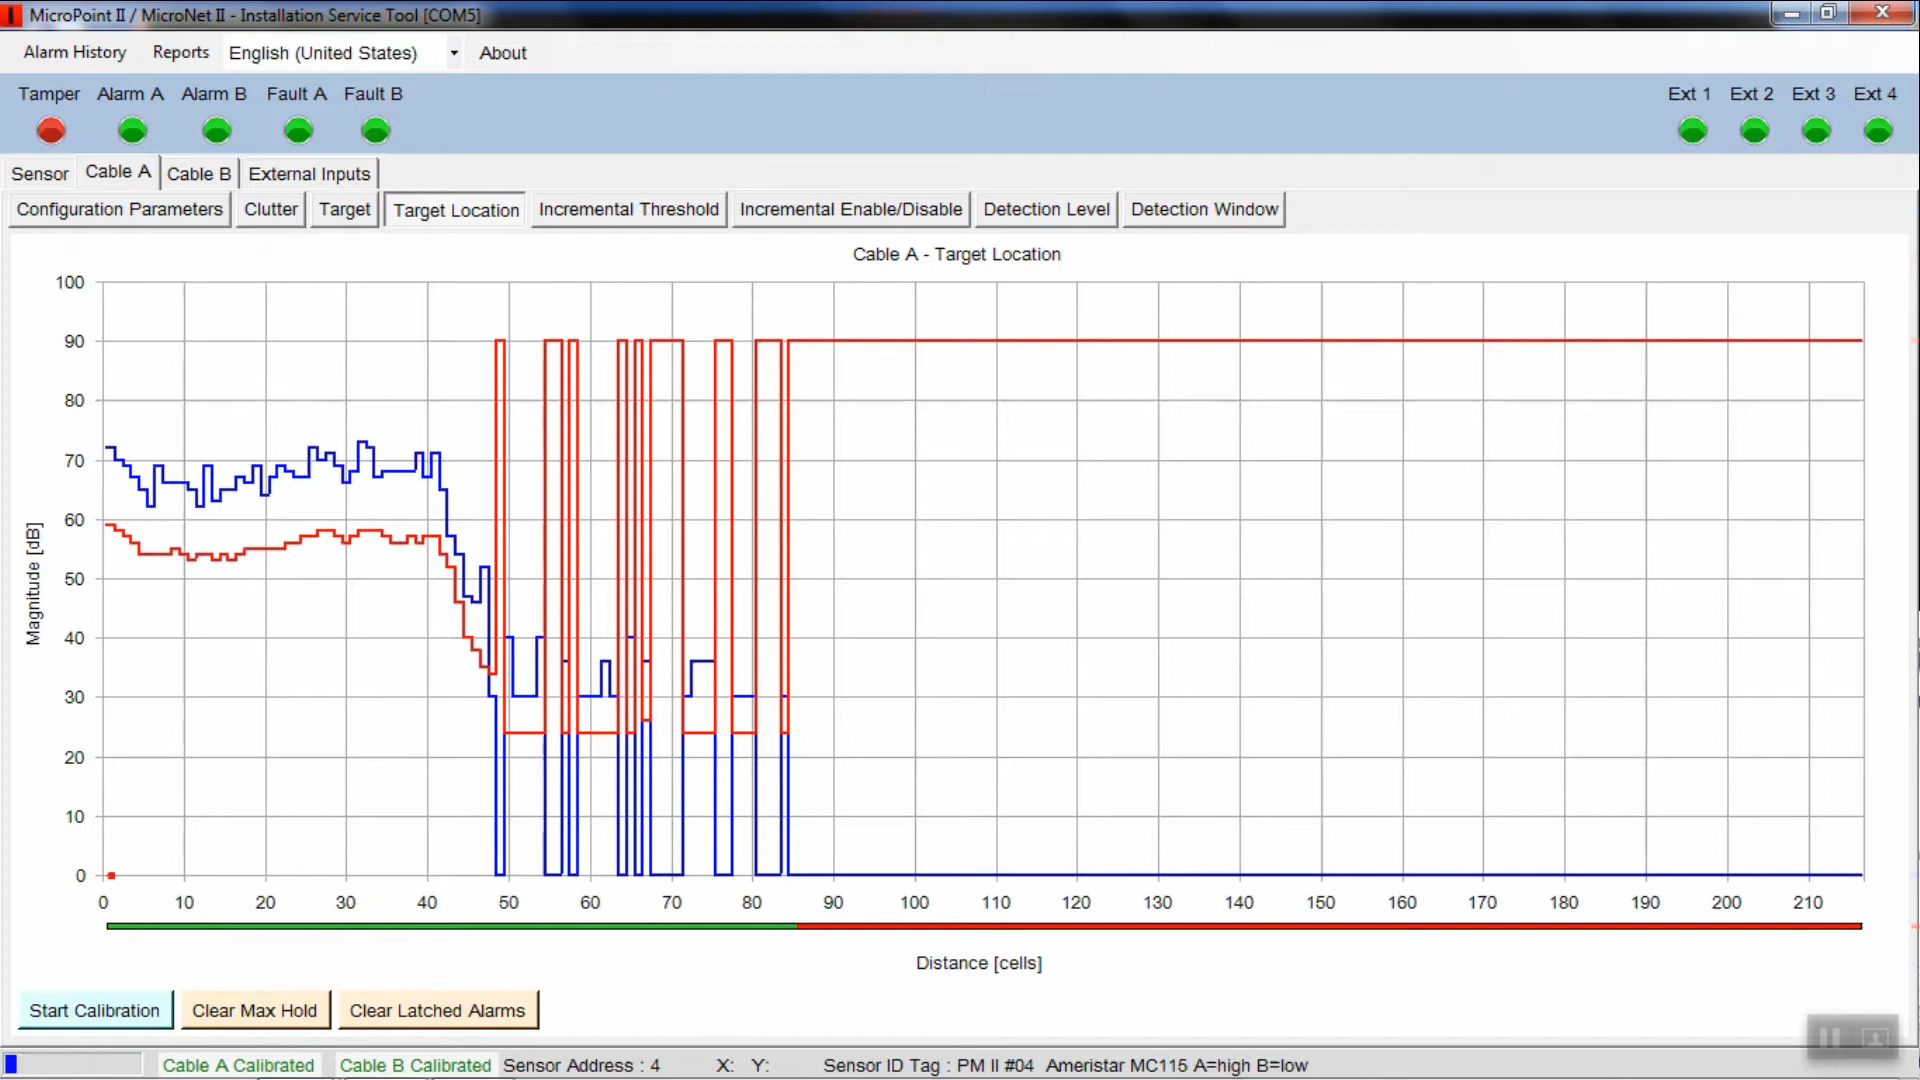 MicroPoint II / MicroNet II - Installation Service Tool [COM5]
Alarm History Reports English (United States) About
Tamper Alarm A Alarm B Fault A Fault B Ext 1 Ext 2 Ext 3 Ext 4
Sensor Cable A Cable B External Inputs
Configuration Parameters Clutter Target Target Location Incremental Threshold Incremental Enable/Disable Detection Level Detection Window
Cable A - Target Location
100
90
80
70
60
50
40
30
20
10
0
Magnitude [dB]
0 10 20 30 40 50 60 70 80 90 100 110 120 130 140 150 160 170 180 190 200 210
Distance [cells]
Start Calibration Clear Max Hold Clear Latched Alarms
Cable A Calibrated Cable B Calibrated Sensor Address : 4 X: Y: Sensor ID Tag : PM II #04 Ameristar MC115 A=high B=low